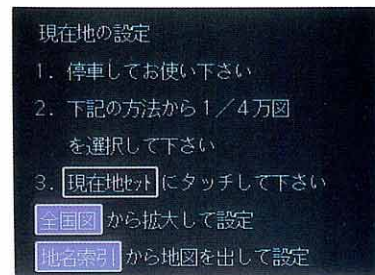 現在地の設定
1. 停車してお使い下さい
2. 下記の方法から1／4万図
を選択して下さい
3. 現在地セット にタッチして下さい
全国図 から拡大して設定
地名索引 から地図を出して設定